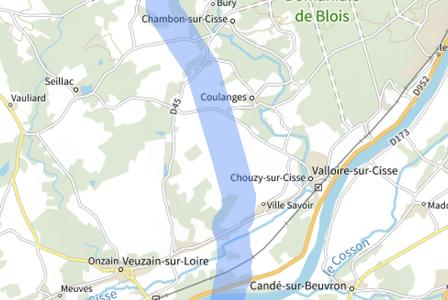 Bury
Chambon-sur-Cisse
de Blois
Seillac
Vauliard
D45
Coulanges
D952
D173
Chouzy-sur-Cisse
Valloire-sur-Cisse
Ville Savoir
le Cosson
Onzain
Veuzain-sur-Loire
Meuves
Cisse
Candé-sur-Beuvron